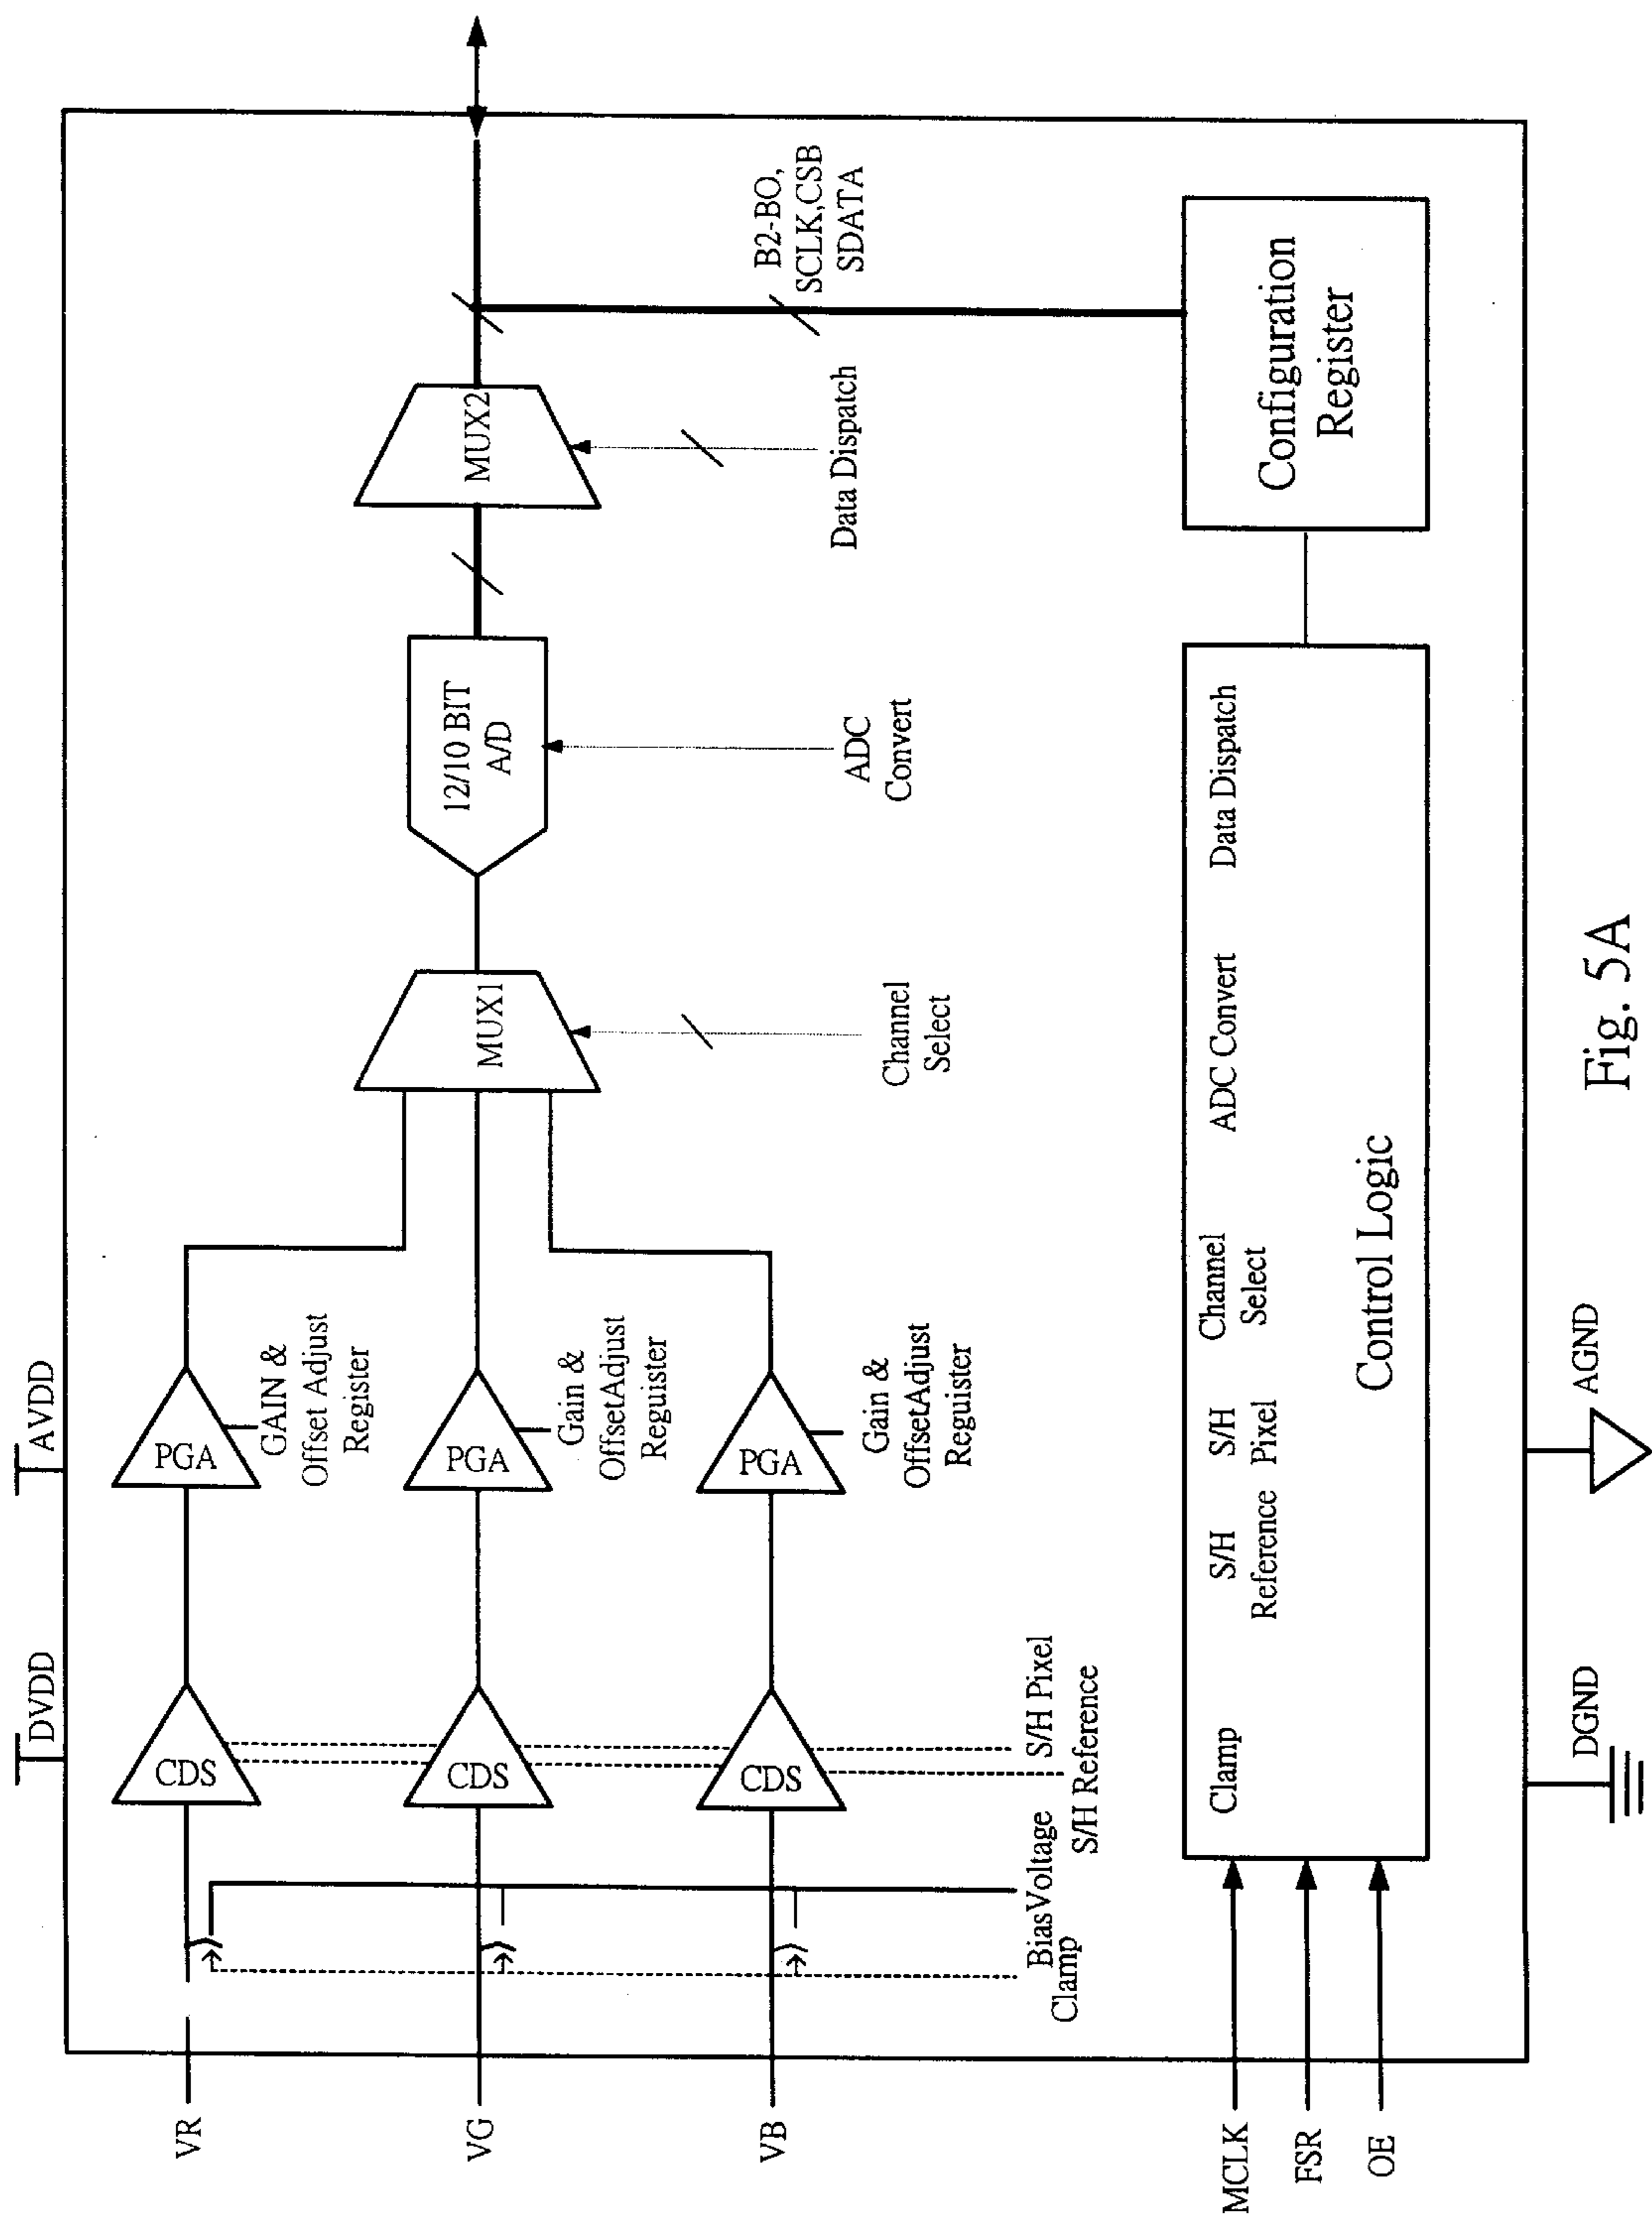 DVDD
AVDD
VR
CDS
PGA
GAIN &
Offset Adjust
Register
VG
CDS
PGA
Gain &
OffsetAdjust
Reguister
VB
CDS
PGA
Gain &
OffsetAdjust
Reguister
MUX1
Channel
Select
12/10 BIT
A/D
ADC
Convert
MUX2
Data Dispatch
B2-BO,
SCLK,CSB
SDATA
BiasVoltage
Clamp
S/H Pixel
S/H Reference
MCLK
FSR
OE
Clamp
S/H
Reference
S/H
Pixel
Channel
Select
ADC Convert
Data Dispatch
Control Logic
Configuration
Register
DGND
AGND
Fig. 5A